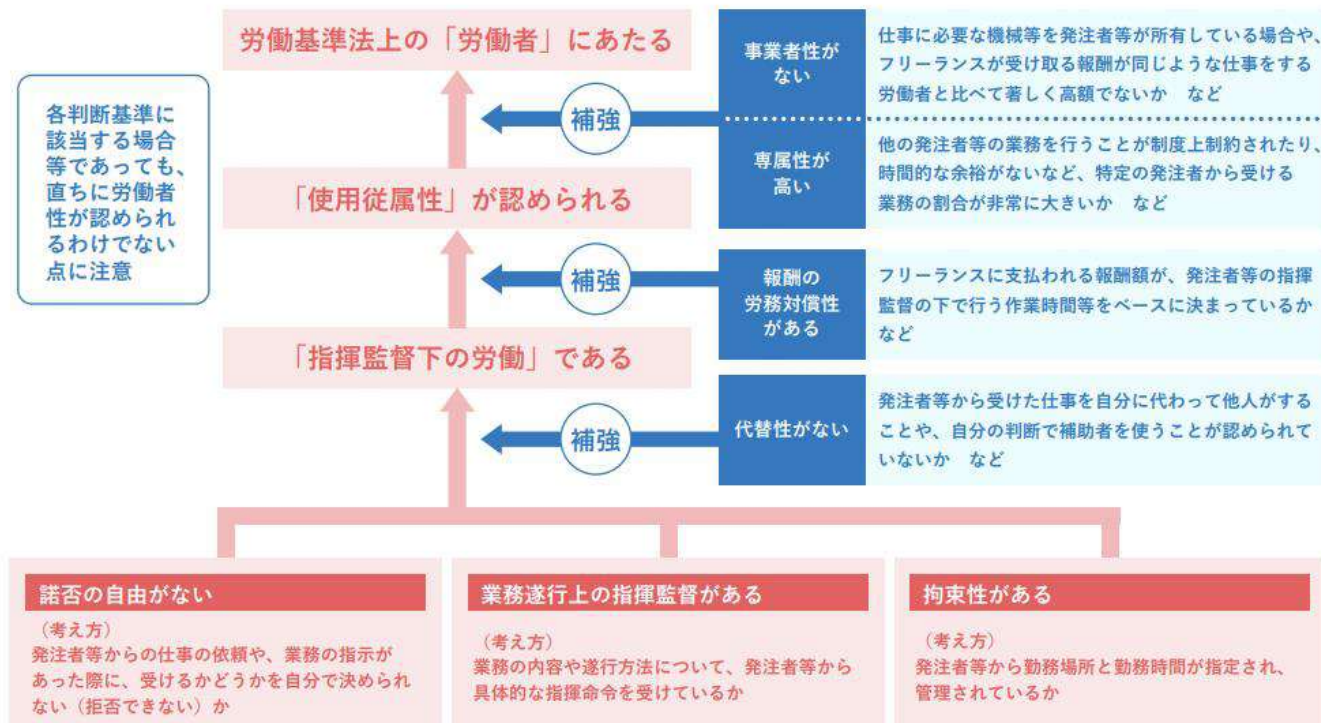 労働基準法上の「労働者」にあたる
各判断基準に
該当する場合
等であっても、
直ちに労働者
性が認められ
るわけでない
点に注意
補強
事業者性が
ない
仕事に必要な機械等を発注者等が所有している場合や、
フリーランスが受け取る報酬が同じような仕事をする
労働者と比べて著しく高額でないか　など
専属性が
高い
他の発注者等の業務を行うことが制度上制約されたり、
時間的な余裕がないなど、特定の発注者から受ける
業務の割合が非常に大きいか　など
「使用従属性」が認められる
補強
報酬の
労務対償性
がある
フリーランスに支払われる報酬額が、発注者等の指揮
監督の下で行う作業時間等をベースに決まっているか
など
「指揮監督下の労働」である
補強
代替性がない
発注者等から受けた仕事を自分に代わって他人がする
ことや、自分の判断で補助者を使うことが認められて
いないか　など
諾否の自由がない
（考え方）
発注者等からの仕事の依頼や、業務の指示が
あった際に、受けるかどうかを自分で決められ
ない（拒否できない）か
業務遂行上の指揮監督がある
（考え方）
業務の内容や遂行方法について、発注者等から
具体的な指揮命令を受けているか
拘束性がある
（考え方）
発注者等から勤務場所と勤務時間が指定され、
管理されているか